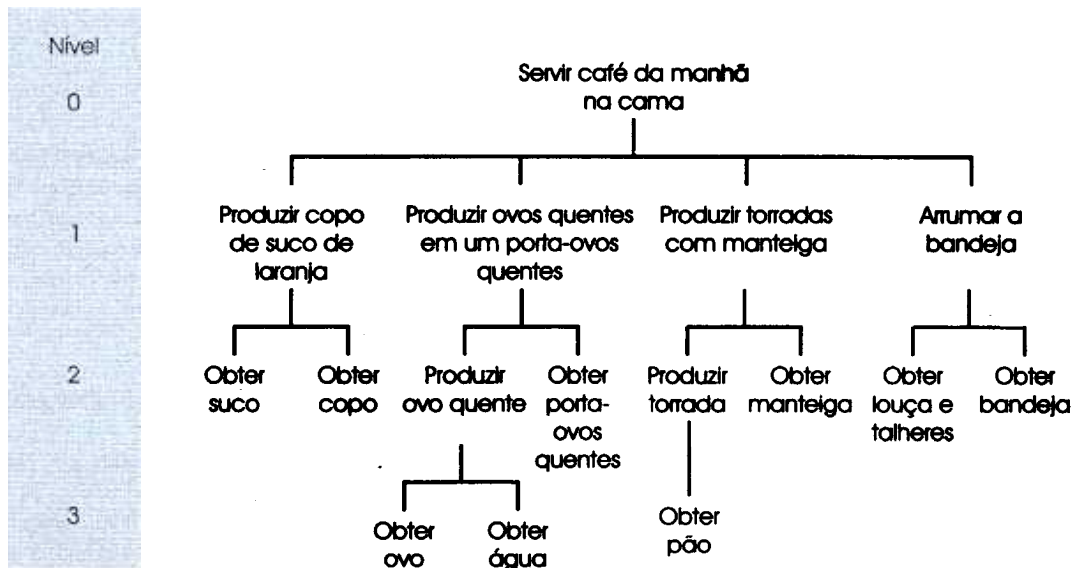 Nível
0
Servir café da manhã
na cama
1
Produzir copo
de suco de
laranja
Produzir ovos quentes
em um porta-ovos
quentes
Produzir torradas
com manteiga
Arrumar a
bandeja
2
Obter
suco
Obter
copo
Produzir
ovo quente
Obter
porta-
ovos
quentes
Produzir
torrada
Obter
manteiga
Obter
louça e
talheres
Obter
bandeja
3
Obter
ovo
Obter
água
Obter
pão